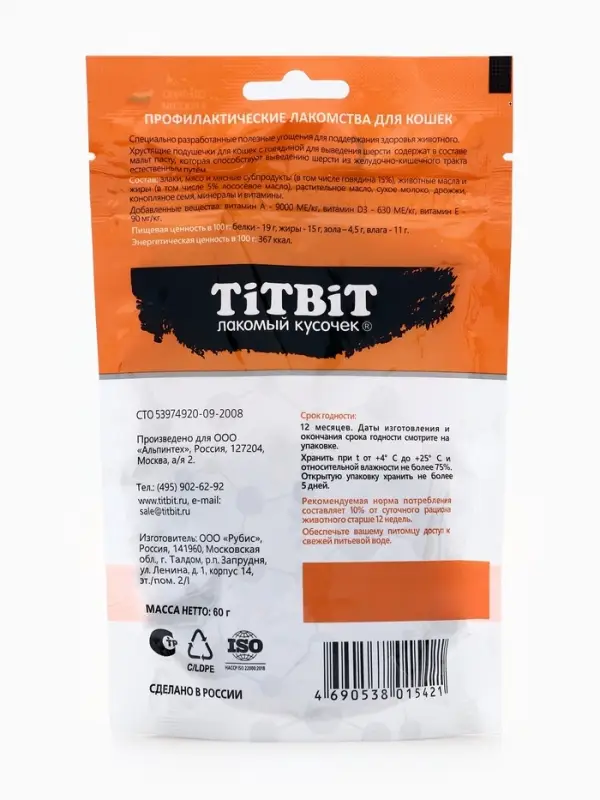 ПРОФИЛАКТИЧЕСКИЕ ЛАКОМСТВА ДЛЯ КОШЕК
Специально разработанные полезные угощения для поддержания здоровья животного.
Хрустящие подушечки для кошек с говядиной для выведения шерсти содержат в составе
мальт пасту, которая способствует выведению шерсти из желудочно-кишечного тракта
естественным путём.
Состав: злаки, мясо и мясные субпродукты (в том числе говядина 15%), животные масла и
жиры (в том числе 5% лососевое масло), растительное масло, сухое молоко, дрожжи,
конопляное семя, минералы и витамины.
Добавленные вещества: витамин А - 9000 МЕ/кг, витамин D3 - 630 МЕ/кг, витамин Е -
90 мг/кг.
Пищевая ценность в 100 г: белки - 19 г, жиры - 15 г, зола – 4,5 г, влага - 11 г.
Энергетическая ценность в 100 г: 367 ккал.
TiTBiT
лакомый кусочек ®
СТО 53974920-09-2008
Произведено для ООО
«Альпинтех», Россия, 127204,
Москва, а/я 2.
Тел.: (495) 902-62-92
www.titbit.ru, e-mail:
sale@titbit.ru
Изготовитель: ООО «Рубис»,
Россия, 141960, Московская
обл., г. Талдом, р.п. Запрудня,
ул. Ленина, д. 1, корпус 14,
эт./пом. 2/I
МАССА НЕТТО: 60 г
Срок годности:
12 месяцев. Даты изготовления и
окончания срока годности смотрите на
упаковке.
Хранить при t от +4° С до +25° С и
относительной влажности не более 75%.
Открытую упаковку хранить не более
5 дней.
Рекомендуемая норма потребления
составляет 10% от суточного рациона
животного старше 12 недель.
Обеспечьте вашему питомцу доступ к
свежей питьевой воде.
ТР
C/LDPE
ISO
HACCP ISO 22000:2018
СДЕЛАНО В РОССИИ
4 690538 015421